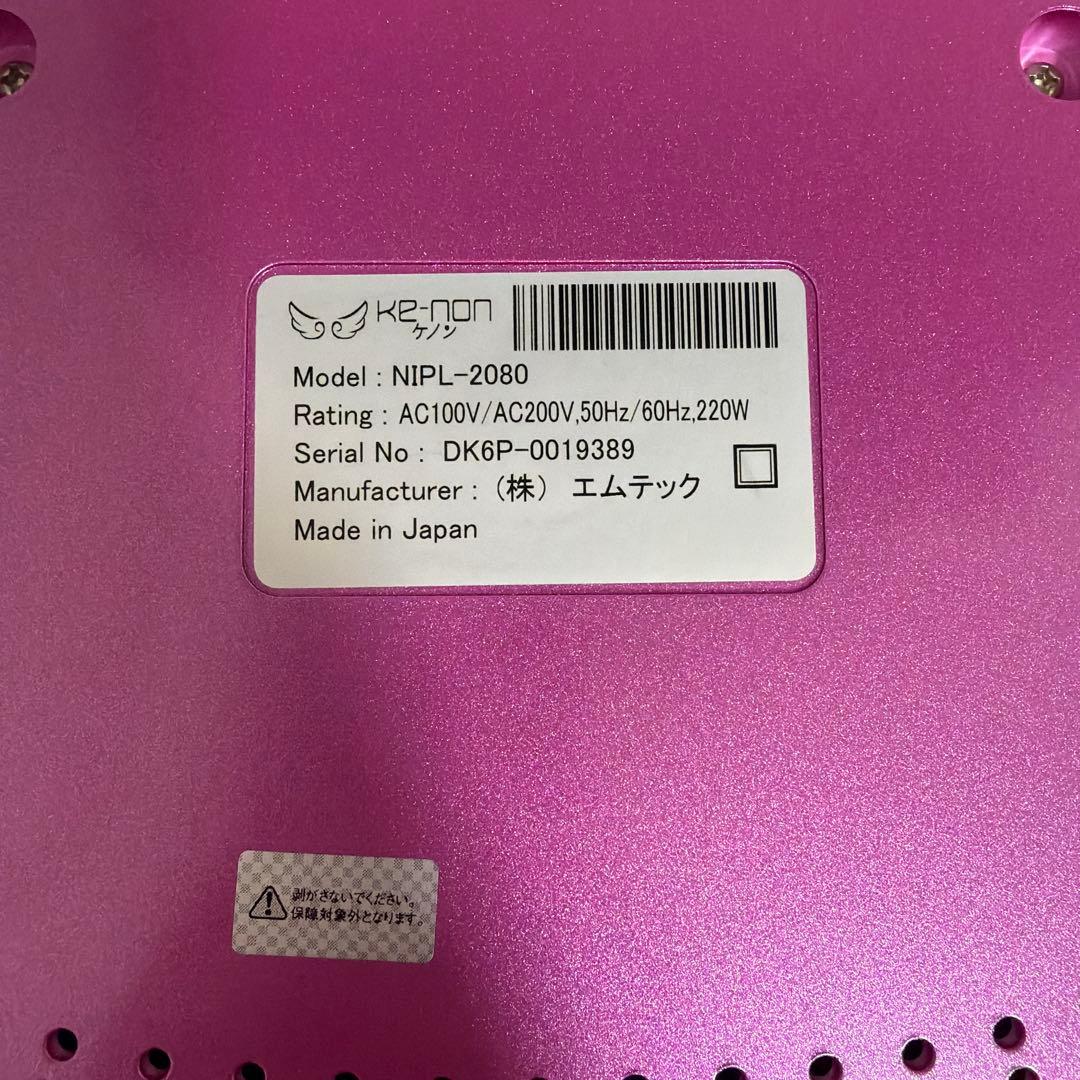 Ke-non
ケノン
Model : NIPL-2080
Rating : AC100V/AC200V,50Hz/60Hz,220W
Serial No : DK6P-0019389
Manufacturer : （株） エムテック
Made in Japan
剥がさないでください。
保障対象外となります。